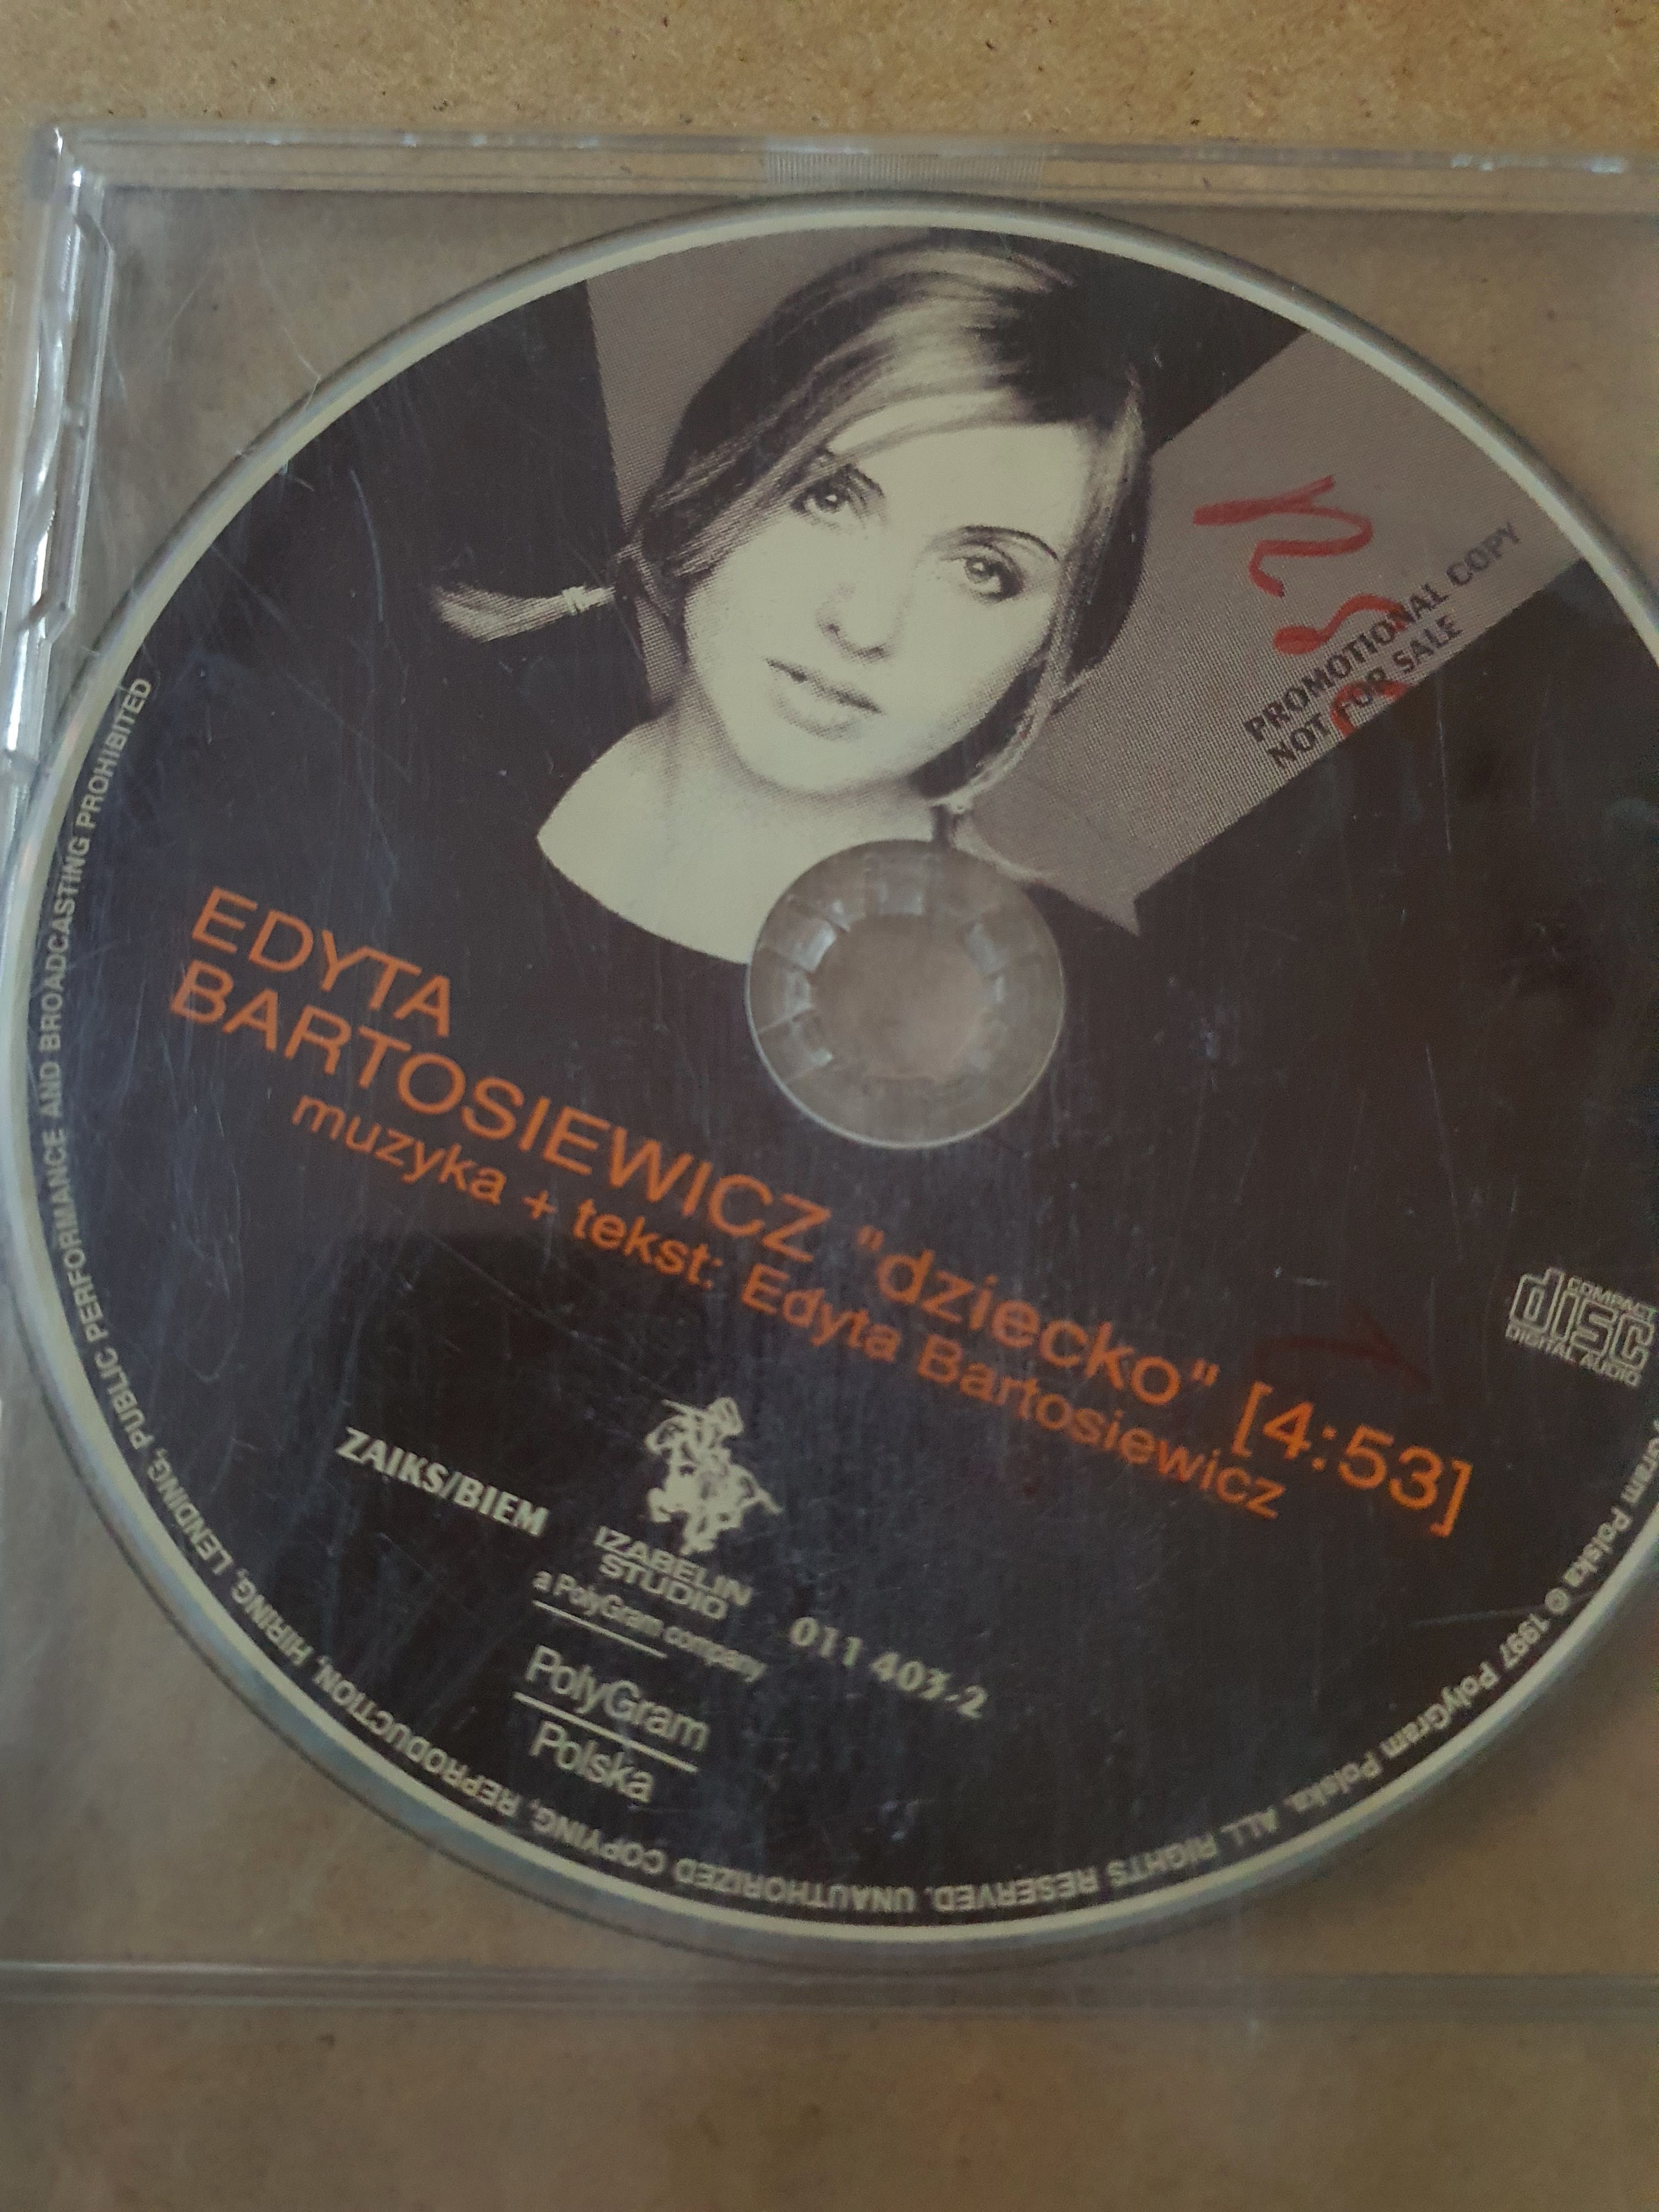 PROMOTIONAL COPY
NOT FOR SALE
EDYTA
BARTOSIEWICZ "dziecko" [4:53]
muzyka + tekst: Edyta Bartosiewicz
COMPACT
disc
DIGITAL AUDIO
ZAIKS/BIEM
IZABELIN
STUDIO
a PolyGram company
011 403-2
PolyGram
Polska
Polska © 1997 PolyGram Polska. ALL RIGHTS RESERVED. UNAUTHORIZED COPYING, REPRODUCTION, HIRING, LENDING, PUBLIC PERFORMANCE AND BROADCASTING PROHIBITED